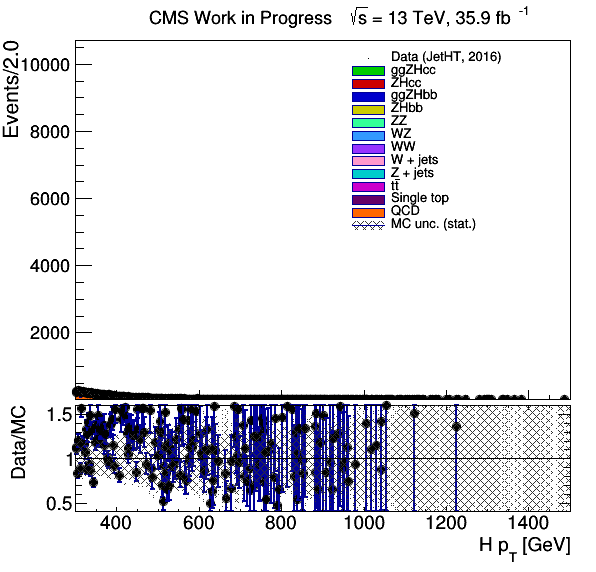 CMS Work in Progress √s = 13 TeV, 35.9 fb⁻¹
Events/2.0
10000
8000
6000
4000
2000
Data (JetHT, 2016)
ggZHcc
ZHcc
ggZHbb
ZHbb
ZZ
WZ
WW
W + jets
Z + jets
tt̄
Single top
QCD
MC unc. (stat.)
Data/MC
1.5
1
0.5
400 600 800 1000 1200 1400
H p_T [GeV]